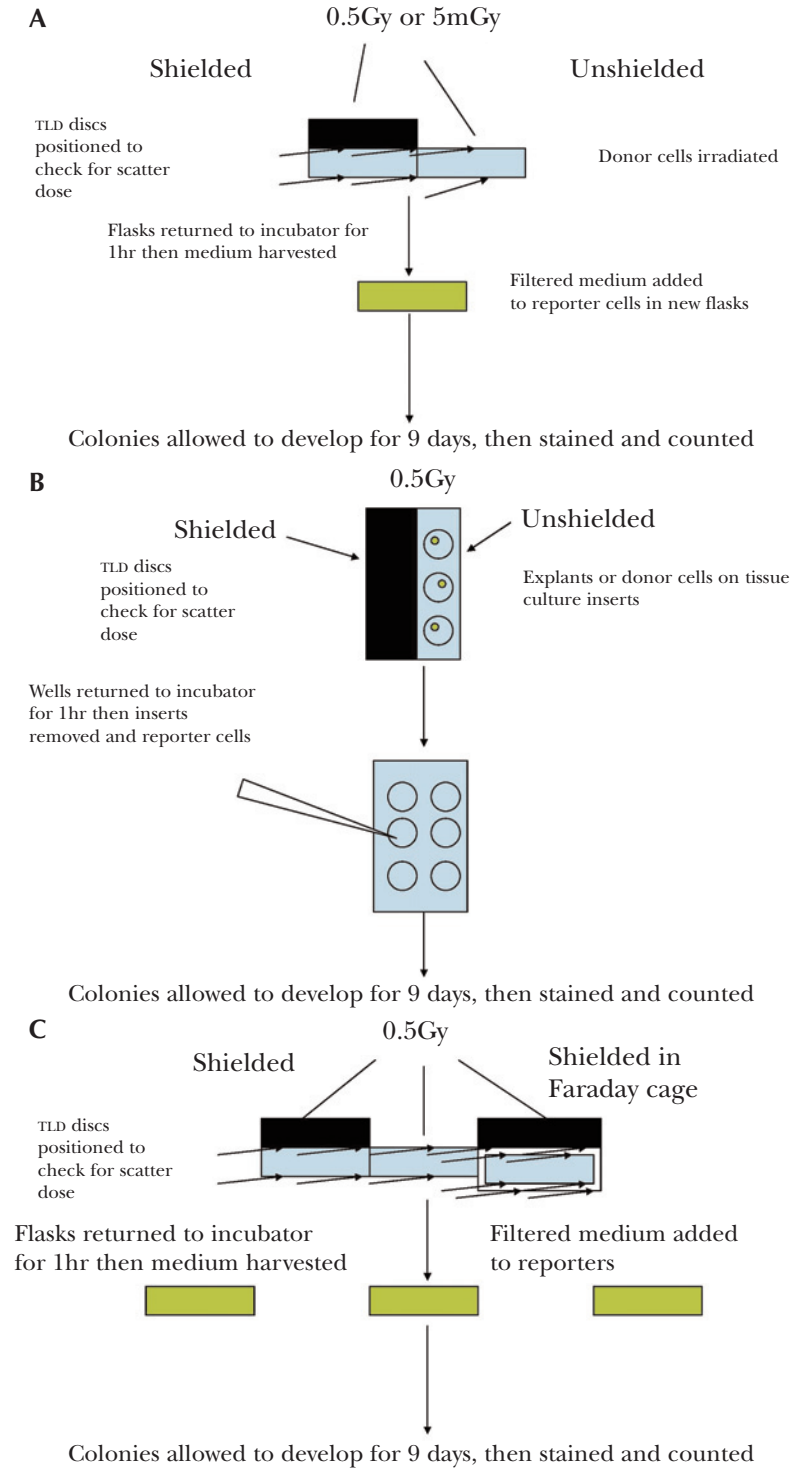 A
0.5Gy or 5mGy
Shielded
Unshielded
TLD discs
positioned to
check for scatter
dose
Donor cells irradiated
Flasks returned to incubator for
1hr then medium harvested
Filtered medium added
to reporter cells in new flasks
Colonies allowed to develop for 9 days, then stained and counted
B
0.5Gy
Shielded
Unshielded
TLD discs
positioned to
check for scatter
dose
Explants or donor cells on tissue
culture inserts
Wells returned to incubator
for 1hr then inserts
removed and reporter cells
Colonies allowed to develop for 9 days, then stained and counted
C
0.5Gy
Shielded
Shielded in
Faraday cage
TLD discs
positioned to
check for scatter
dose
Flasks returned to incubator
for 1hr then medium harvested
Filtered medium added
to reporters
Colonies allowed to develop for 9 days, then stained and counted